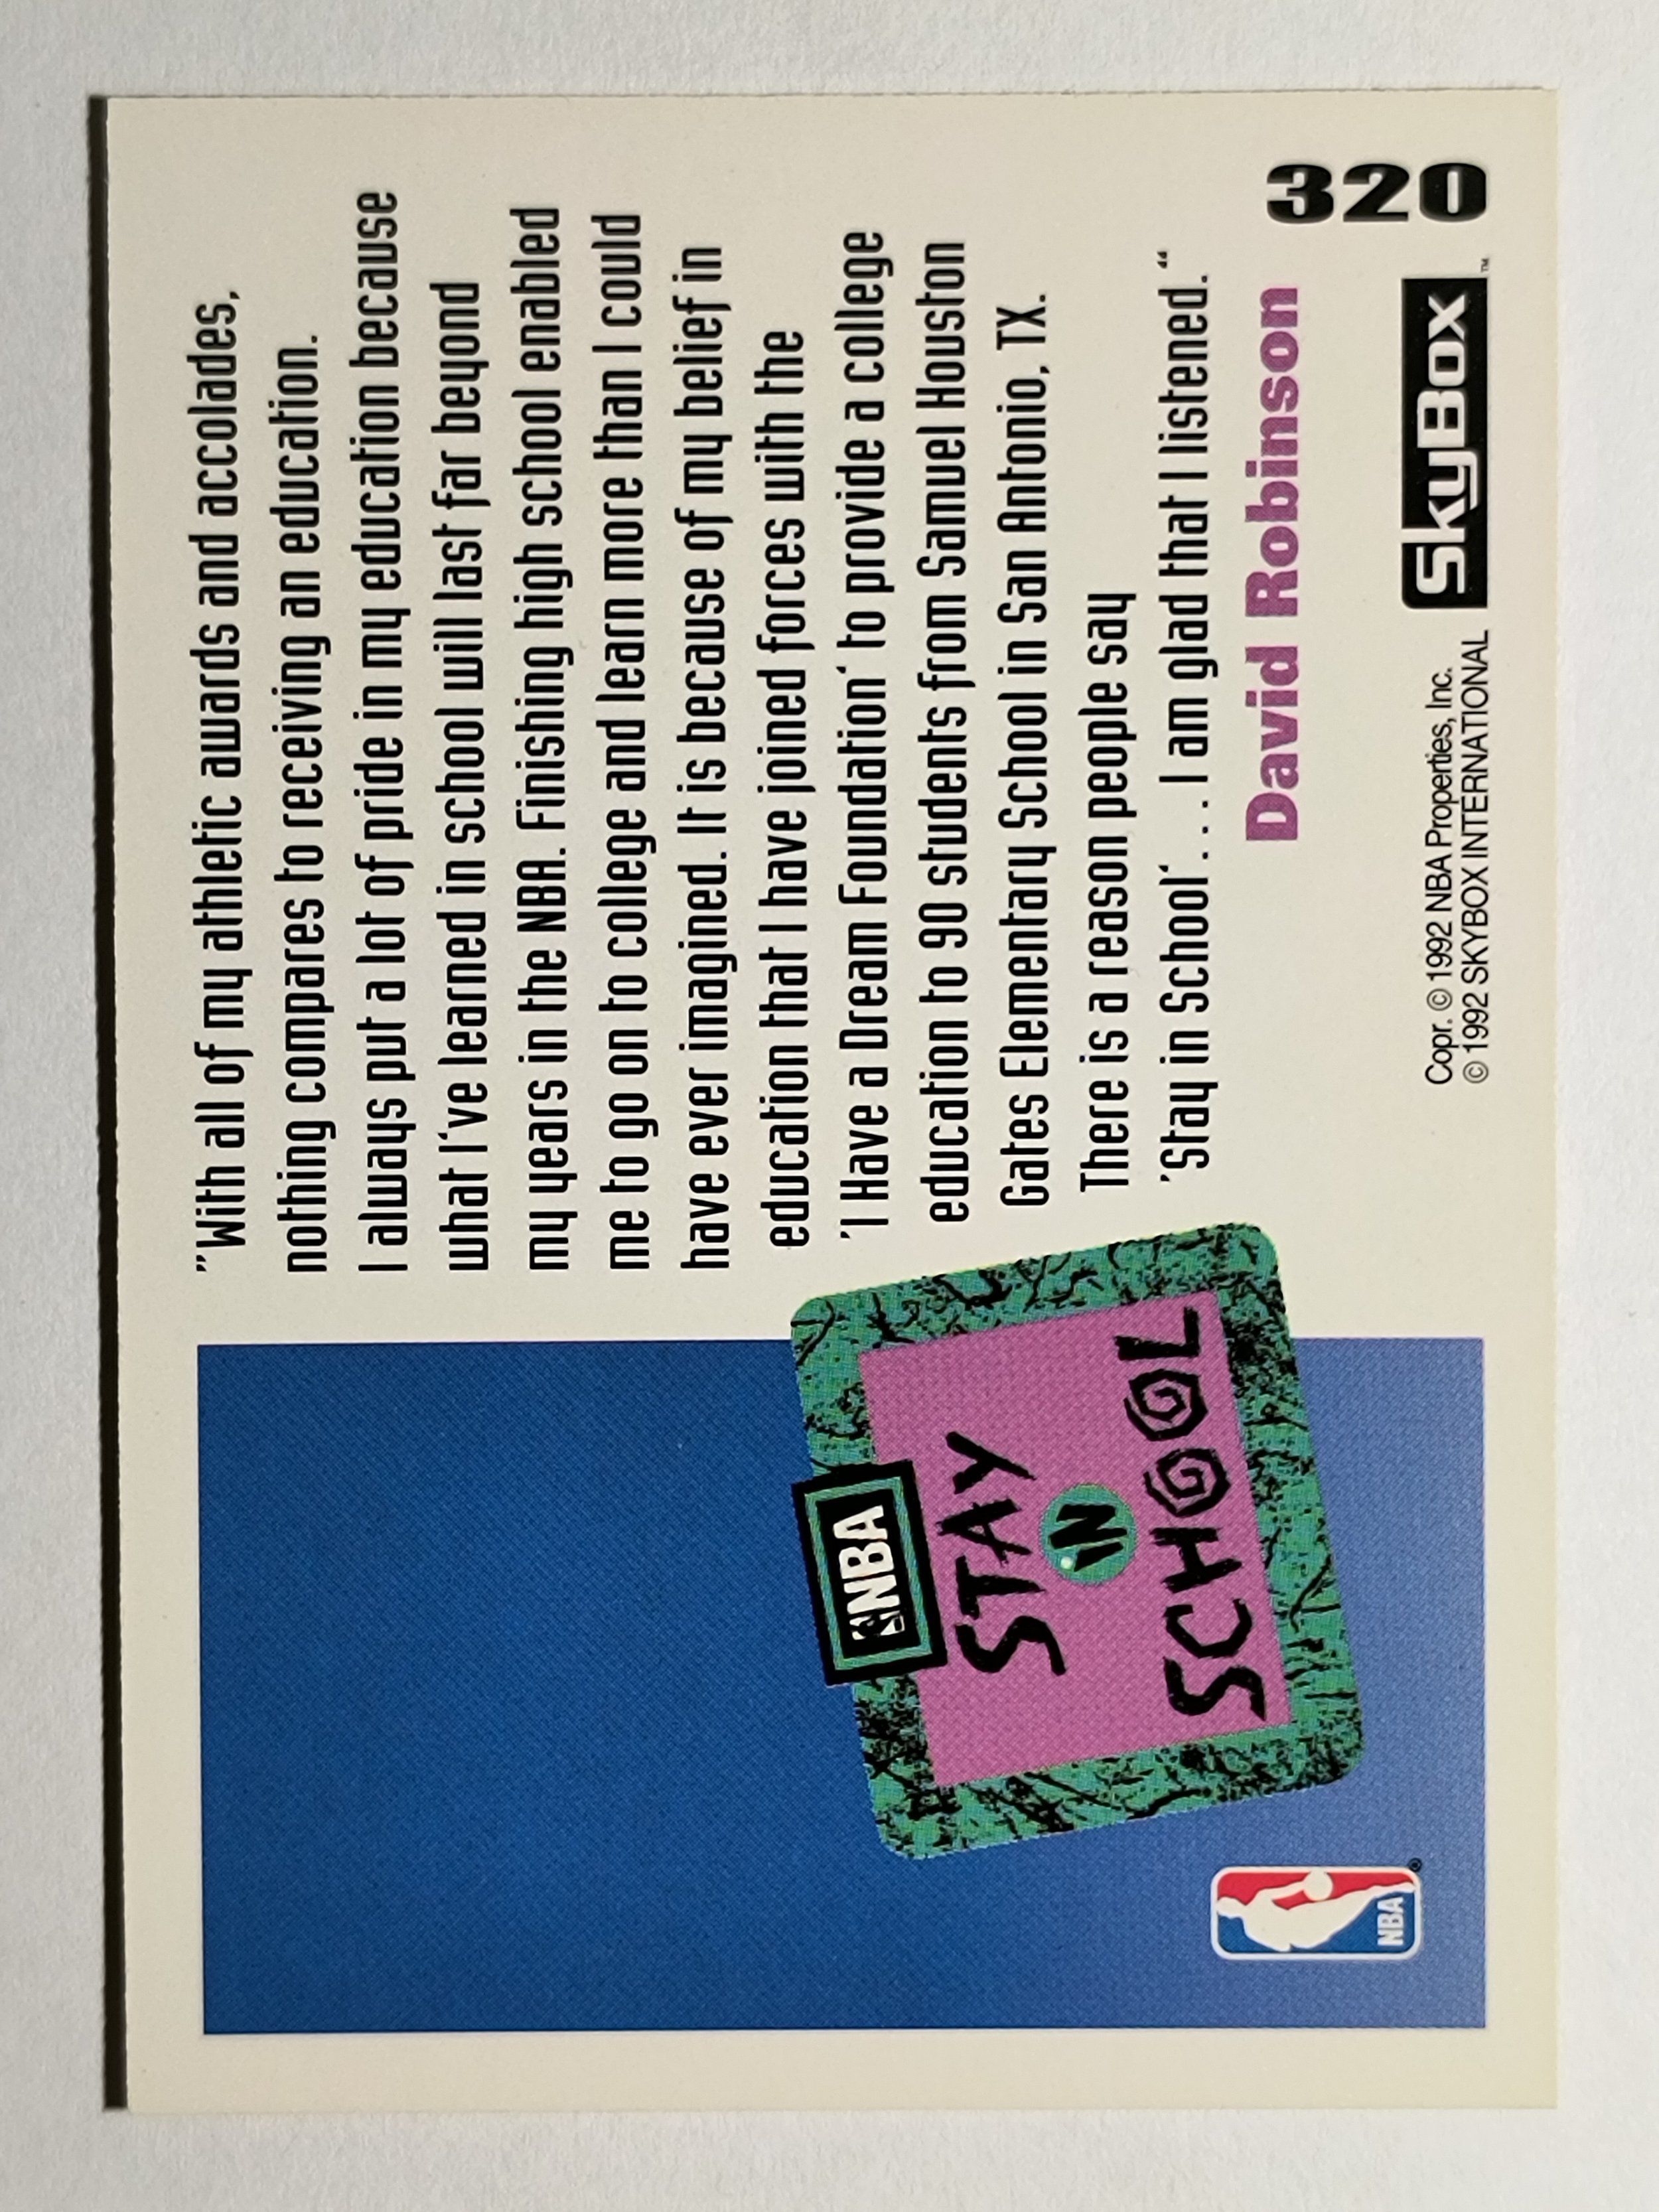 "With all of my athletic awards and accolades,
nothing compares to receiving an education.
I always put a lot of pride in my education because
what I've learned in school will last far beyond
my years in the NBA. Finishing high school enabled
me to go on to college and learn more than I could
have ever imagined. It is because of my belief in
education that I have joined forces with the
'I Have a Dream Foundation' to provide a college
education to 90 students from Samuel Houston
Gates Elementary School in San Antonio, TX.
There is a reason people say
'Stay in School'. . . I am glad that I listened."
David Robinson
NBA
STAY
IN
SCHOOL
NBA
®
Copr. © 1992 NBA Properties, Inc.
© 1992 SKYBOX INTERNATIONAL
SkyBox™
320